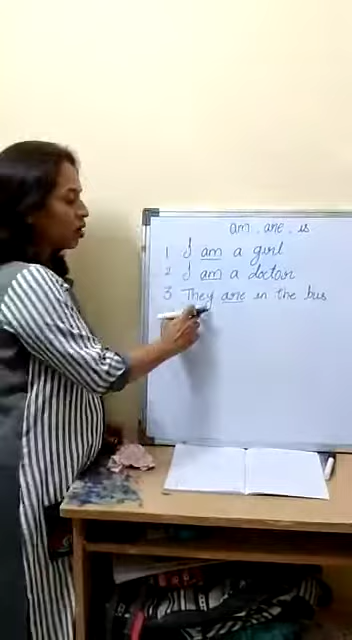 am . are . is
1 I am a girl
2 I am a doctor
3 They are in the bus